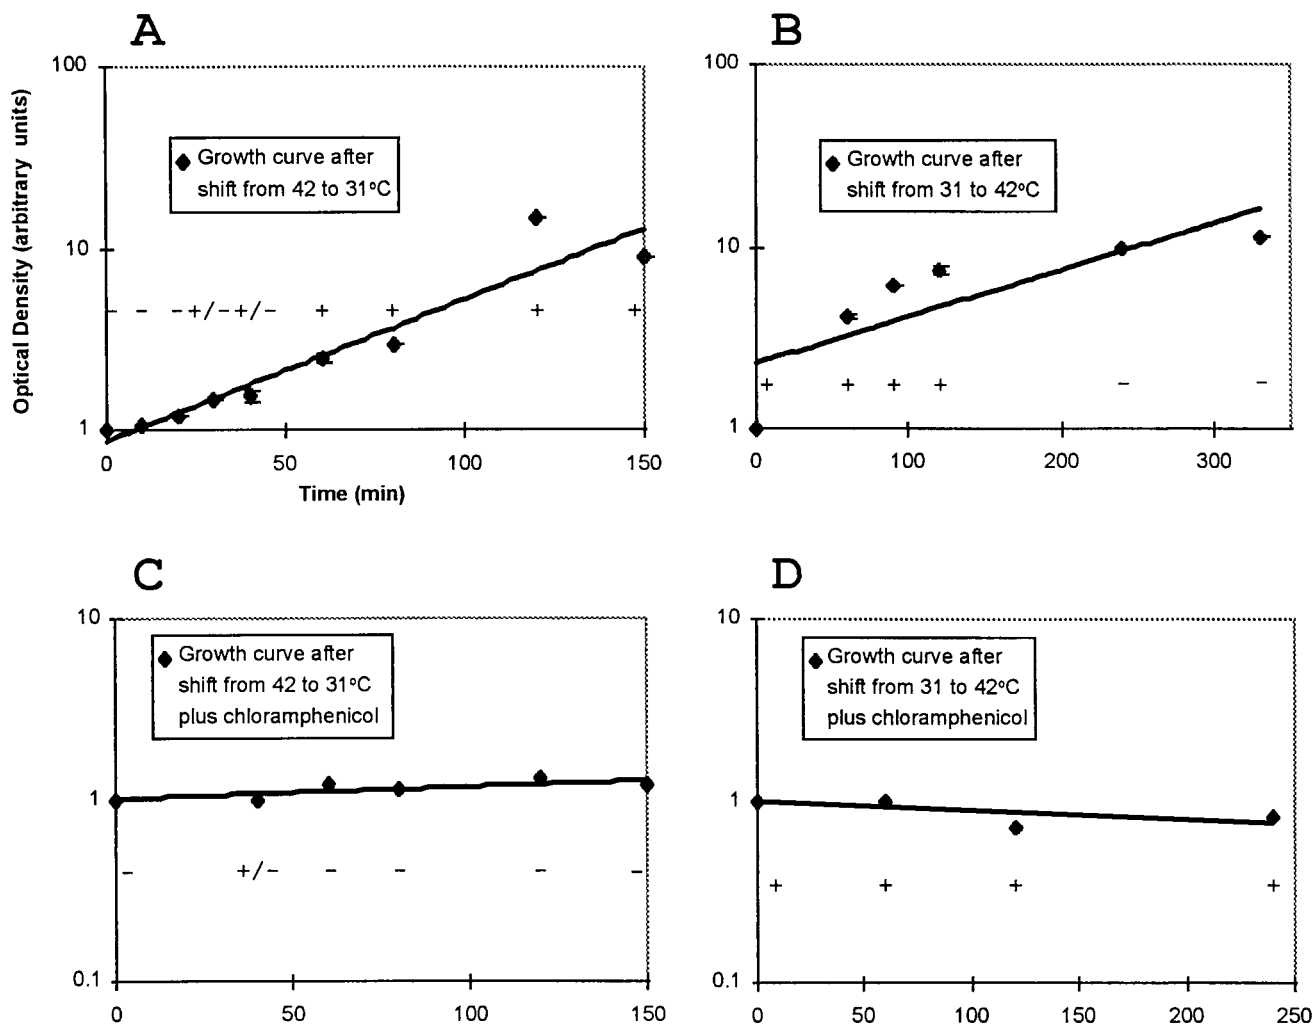 A
B
Optical Density (arbitrary units)
100
10
1
Growth curve after
shift from 42 to 31°C
− − −+/−+/− + + + +
0 50 100 150
Time (min)
100
10
1
Growth curve after
shift from 31 to 42°C
+ + + + − −
0 100 200 300
C
D
10
1
0.1
Growth curve after
shift from 42 to 31°C
plus chloramphenicol
− +/− − − − −
0 50 100 150
10
1
0.1
Growth curve after
shift from 31 to 42°C
plus chloramphenicol
+ + + +
0 50 100 150 200 250